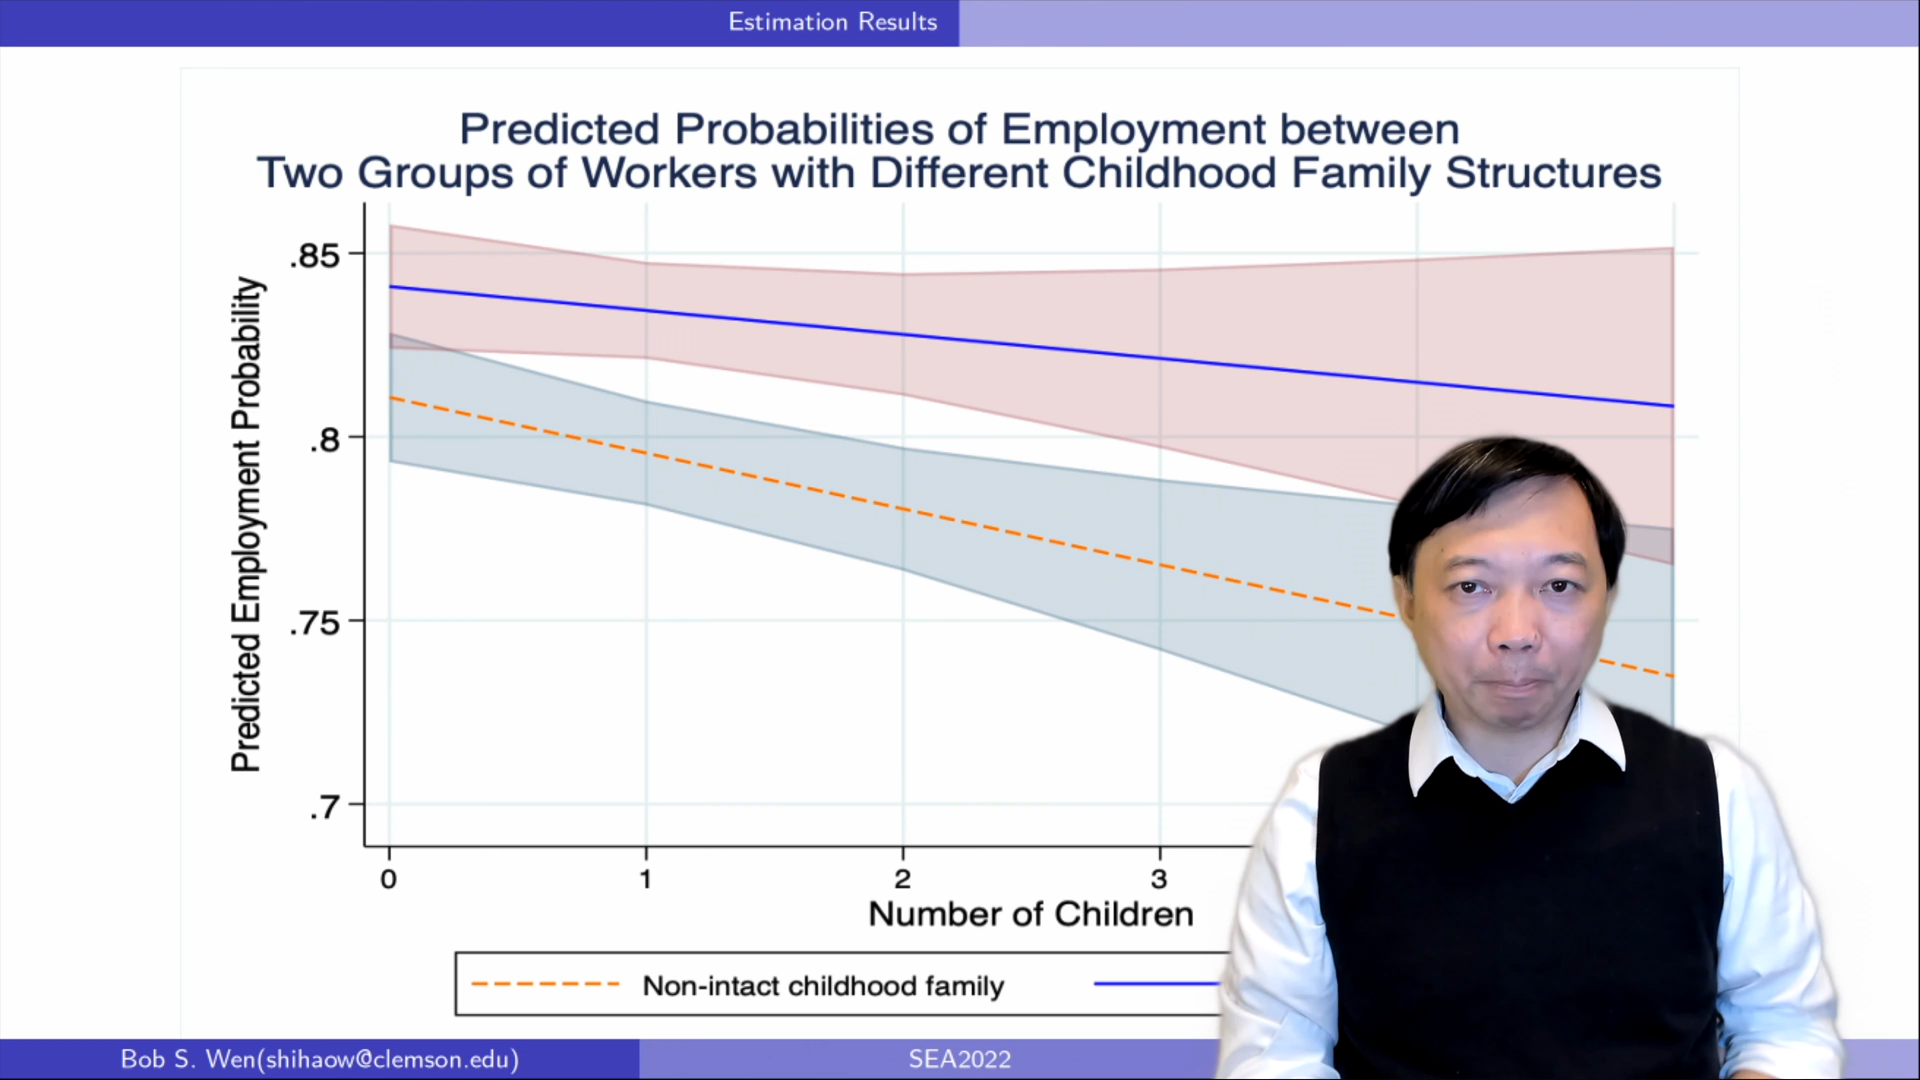 Estimation Results
Predicted Probabilities of Employment between
Two Groups of Workers with Different Childhood Family Structures
Predicted Employment Probability
.85
.8
.75
.7
0
1
2
3
Number of Children
Non-intact childhood family
Bob S. Wen(shihaow@clemson.edu)
SEA2022